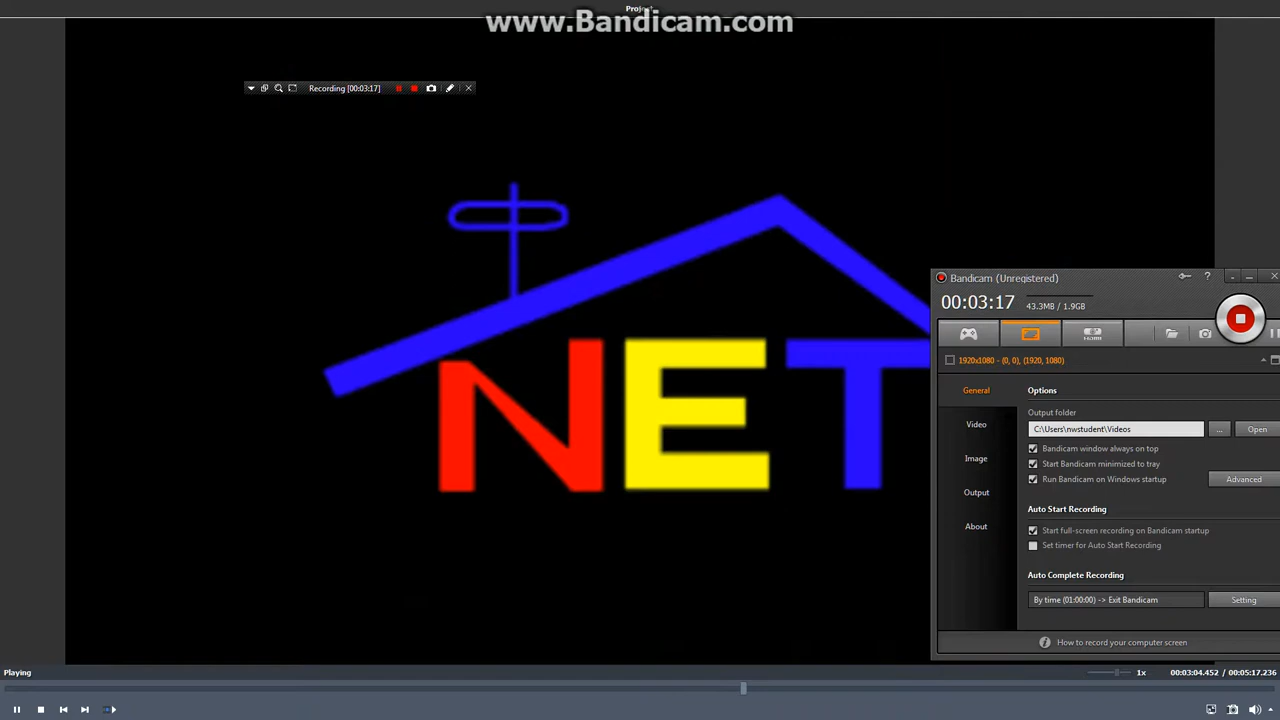 Project
www.Bandicam.com
Recording [00:03:17]
NET
Bandicam (Unregistered)
00:03:17
43.3MB / 1.9GB
HDMI
1920x1080 - (0, 0), (1920, 1080)
General
Video
Image
Output
About
Options
Output folder
C:\Users\nwstudent\Videos
...
Open
Bandicam window always on top
Start Bandicam minimized to tray
Run Bandicam on Windows startup
Advanced
Auto Start Recording
Start full-screen recording on Bandicam startup
Set timer for Auto Start Recording
Auto Complete Recording
By time (01:00:00) -> Exit Bandicam
Setting
How to record your computer screen
Playing
1x
00:03:04.452 / 00:05:17.236